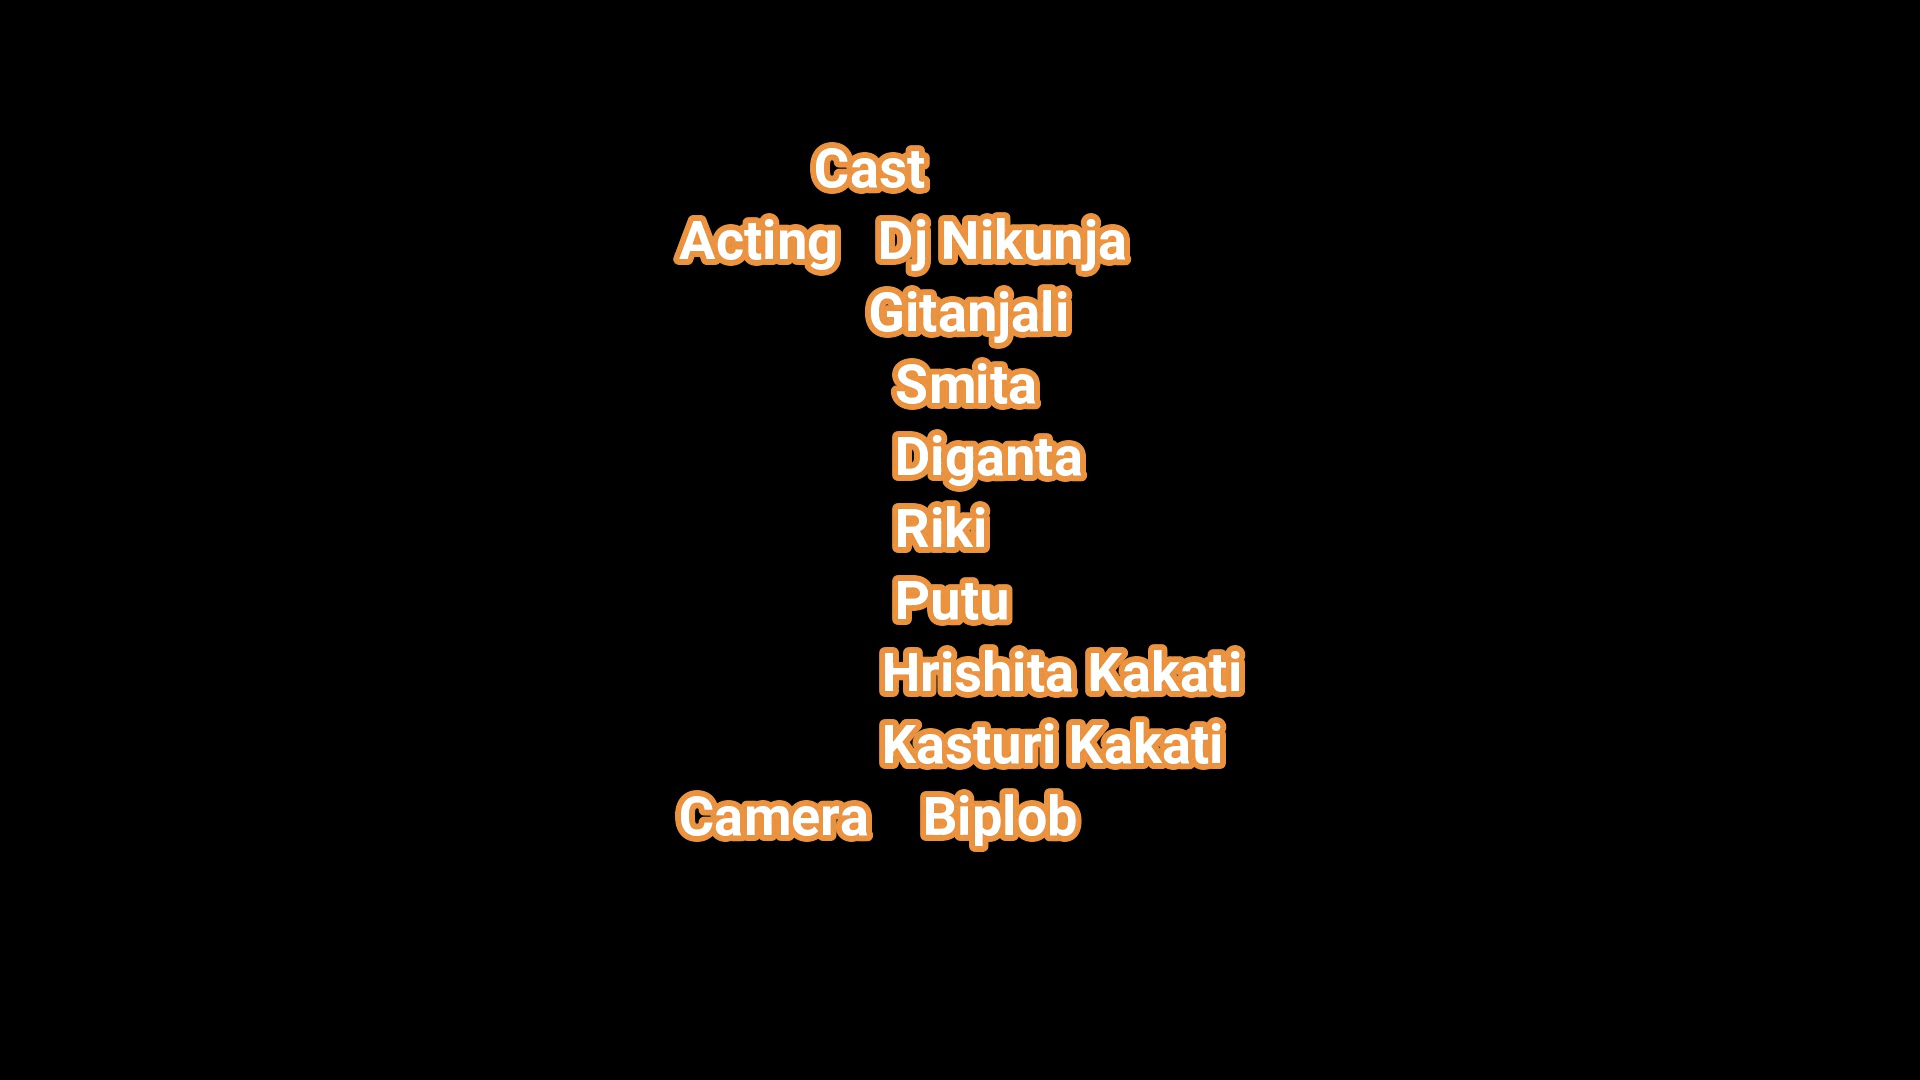 Cast
Acting Dj Nikunja
Gitanjali
Smita
Diganta
Riki
Putu
Hrishita Kakati
Kasturi Kakati
Camera Biplob